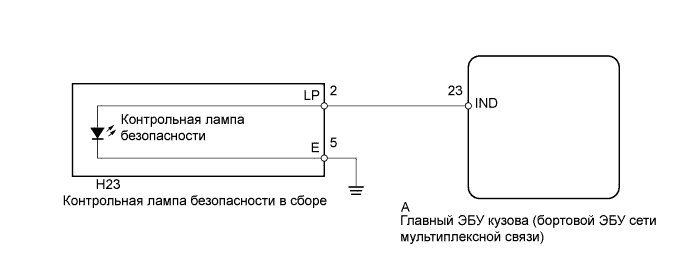 LP
2
23
IND
Контрольная лампа
безопасности
E
5
H23
Контрольная лампа безопасности в сборе
A
Главный ЭБУ кузова (бортовой ЭБУ сети
мультиплексной связи)